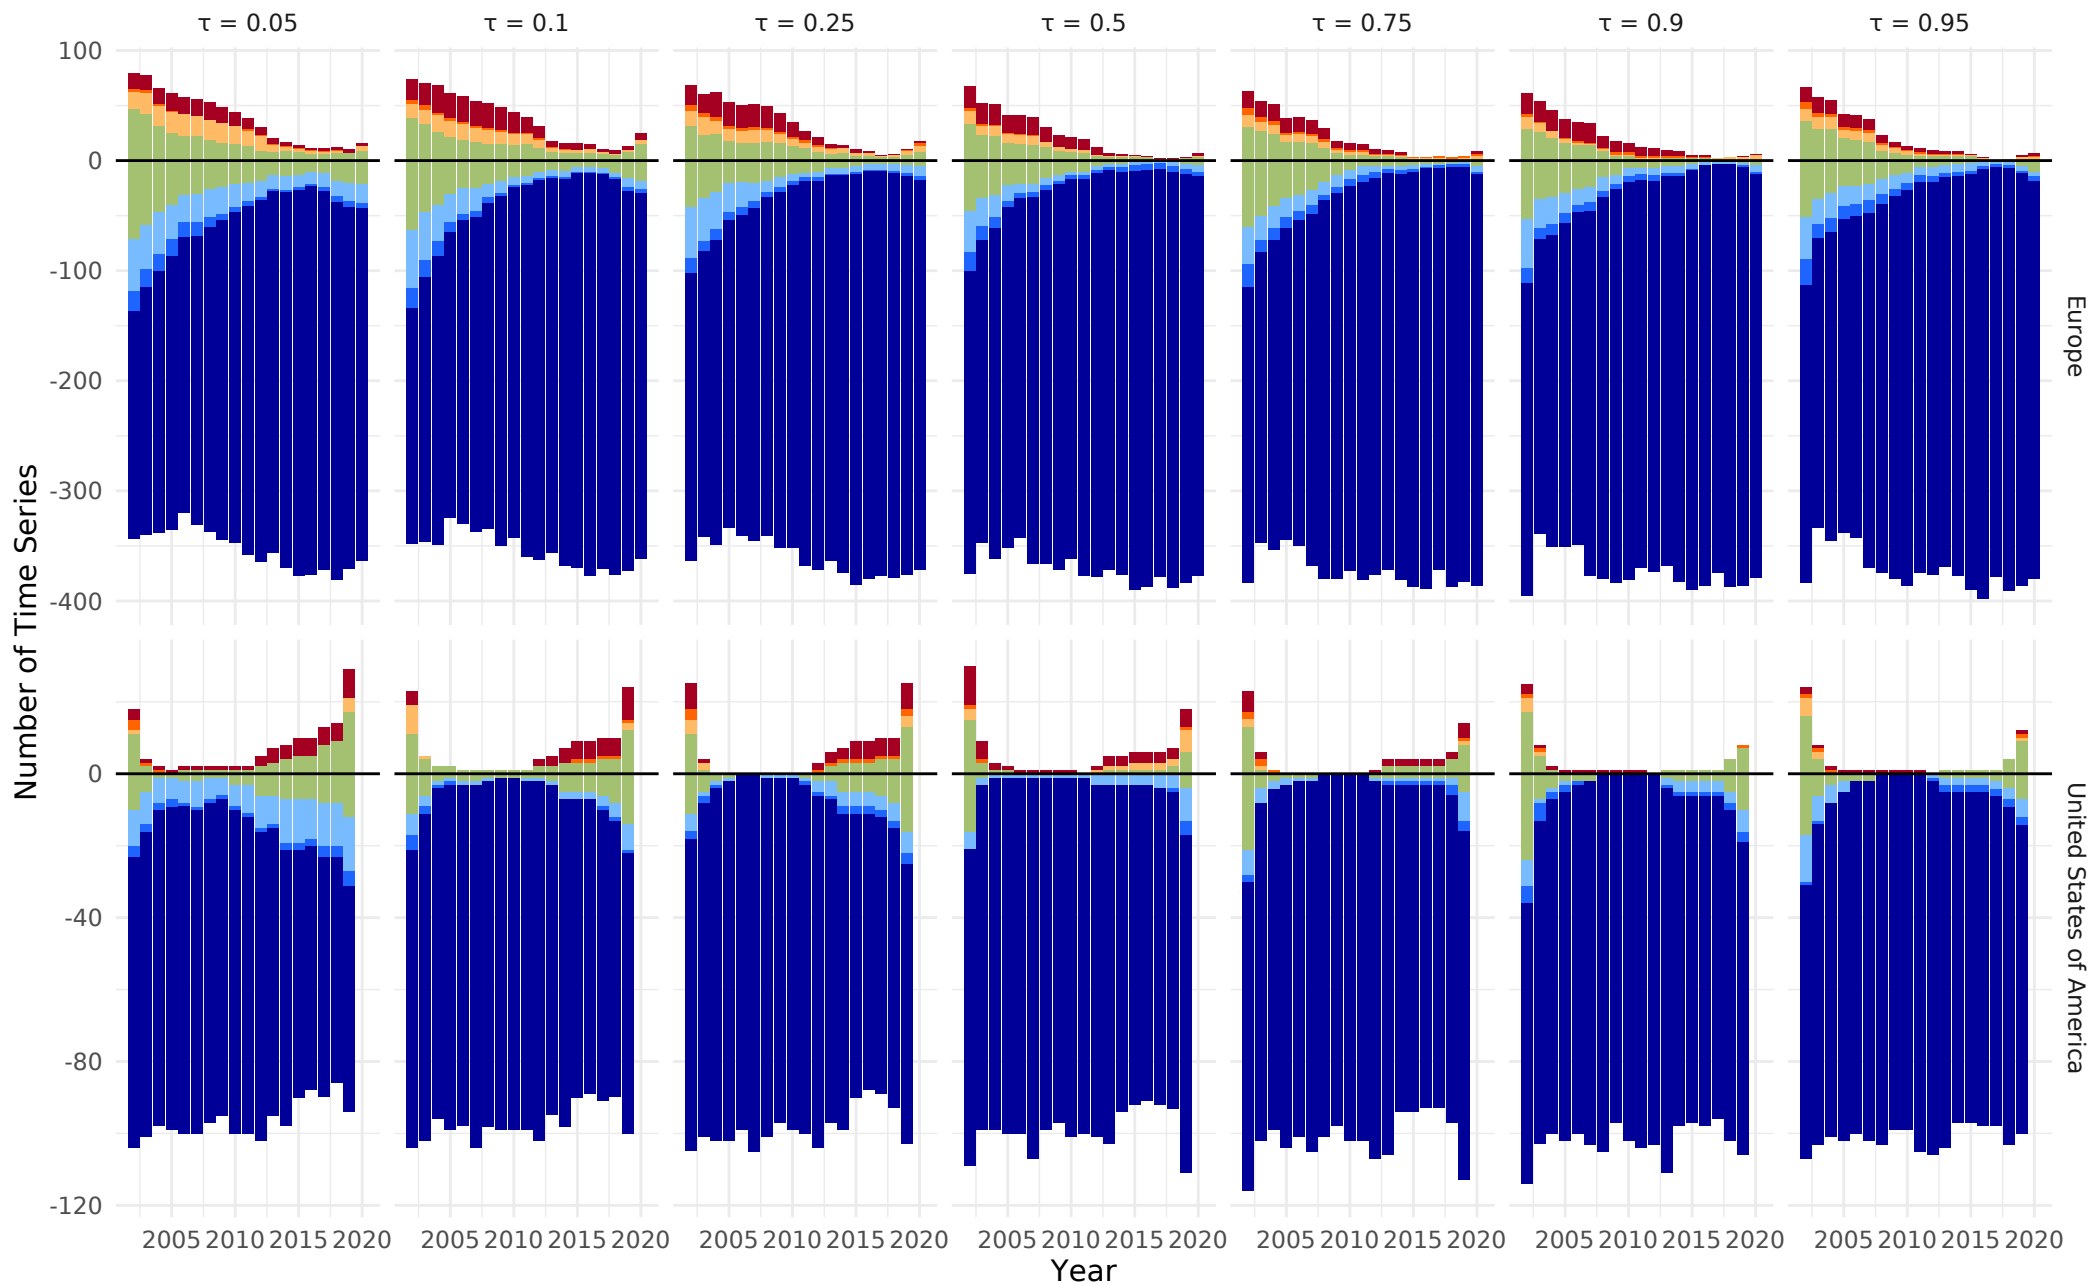 τ = 0.05 τ = 0.1 τ = 0.25 τ = 0.5 τ = 0.75 τ = 0.9 τ = 0.95
100
0
-100
-200
-300
-400
Europe
0
-40
-80
-120
United States of America
Number of Time Series
2005 2010 2015 2020 2005 2010 2015 2020 2005 2010 2015 2020 2005 2010 2015 2020 2005 2010 2015 2020 2005 2010 2015 2020 2005 2010 2015 2020
Year